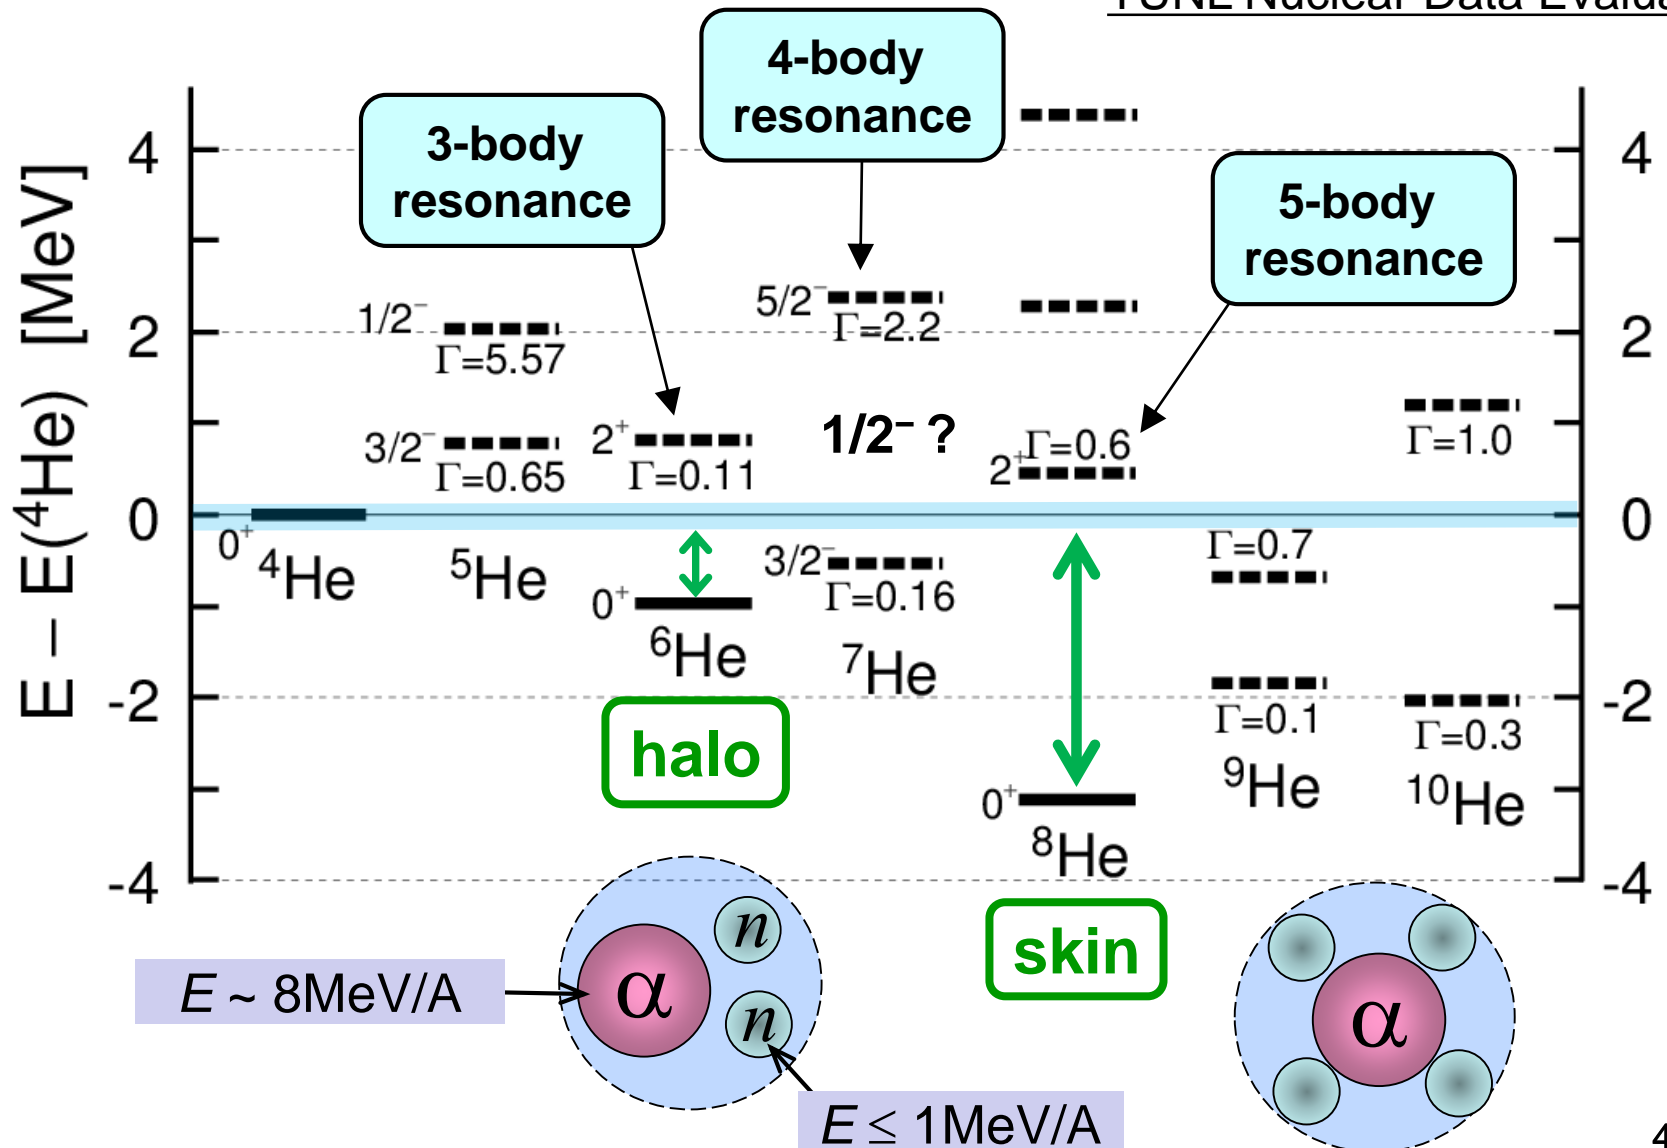 TUNL Nuclear Data Evalua
4-body
resonance
3-body
resonance
5-body
resonance
E − E(⁴He) [MeV]
4
2
0
-2
-4
4
2
0
-2
-4
0⁺
⁴He
1/2⁻
Γ=5.57
3/2⁻
Γ=0.65
⁵He
2⁺
Γ=0.11
0⁺
⁶He
halo
5/2⁻
Γ=2.2
1/2⁻ ?
3/2⁻
Γ=0.16
⁷He
Γ=0.6
2⁺
0⁺
⁸He
skin
Γ=0.7
Γ=0.1
⁹He
Γ=1.0
Γ=0.3
¹⁰He
E ~ 8MeV/A
α
n
n
E ≤ 1MeV/A
α
4